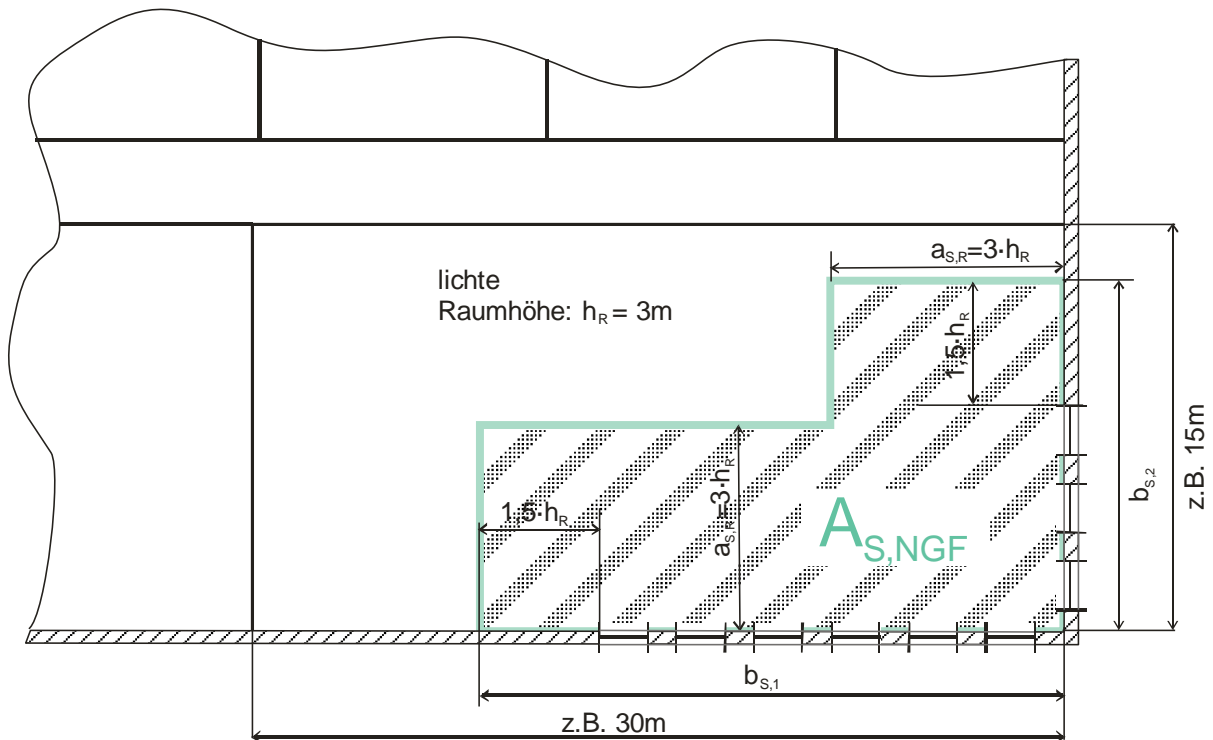 a_S,R=3·h_R
lichte
Raumhöhe: h_R = 3m
1,5·h_R
b_S,2
z.B. 15m
a_S,R=3·h_R
1,5·h_R
A_S,NGF
b_S,1
z.B. 30m